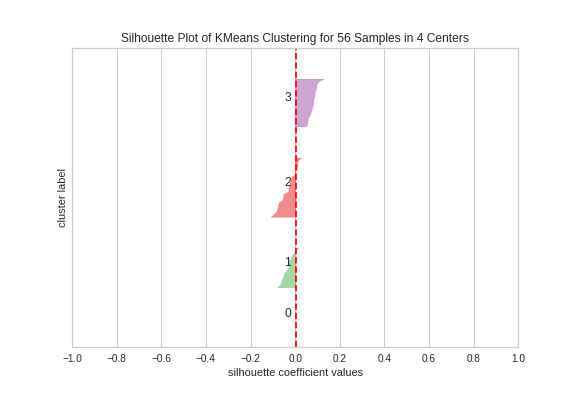 Silhouette Plot of KMeans Clustering for 56 Samples in 4 Centers
cluster label
3
2
1
0
−1.0 −0.8 −0.6 −0.4 −0.2 0.0 0.2 0.4 0.6 0.8 1.0
silhouette coefficient values